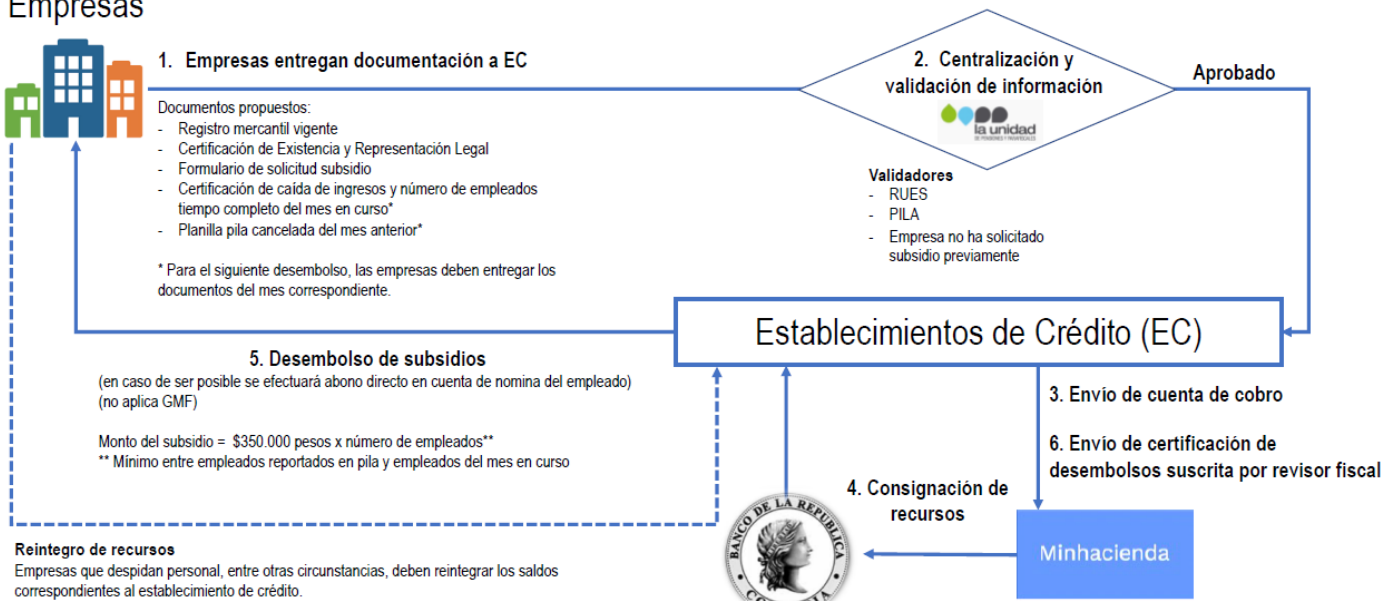 Empresas
1. Empresas entregan documentación a EC
Documentos propuestos:
- Registro mercantil vigente
- Certificación de Existencia y Representación Legal
- Formulario de solicitud subsidio
- Certificación de caída de ingresos y número de empleados
tiempo completo del mes en curso*
- Planilla pila cancelada del mes anterior*
* Para el siguiente desembolso, las empresas deben entregar los
documentos del mes correspondiente.
2. Centralización y
validación de información
la unidad
DE PENSIONES Y PARAFISCALES
Aprobado
Validadores
- RUES
- PILA
- Empresa no ha solicitado
subsidio previamente
Establecimientos de Crédito (EC)
5. Desembolso de subsidios
(en caso de ser posible se efectuará abono directo en cuenta de nomina del empleado)
(no aplica GMF)
Monto del subsidio = $350.000 pesos x número de empleados**
** Mínimo entre empleados reportados en pila y empleados del mes en curso
3. Envío de cuenta de cobro
6. Envío de certificación de
desembolsos suscrita por revisor fiscal
4. Consignación de
recursos
BANCO DE LA REPUBLICA
Minhacienda
Reintegro de recursos
Empresas que despidan personal, entre otras circunstancias, deben reintegrar los saldos
correspondientes al establecimiento de crédito.